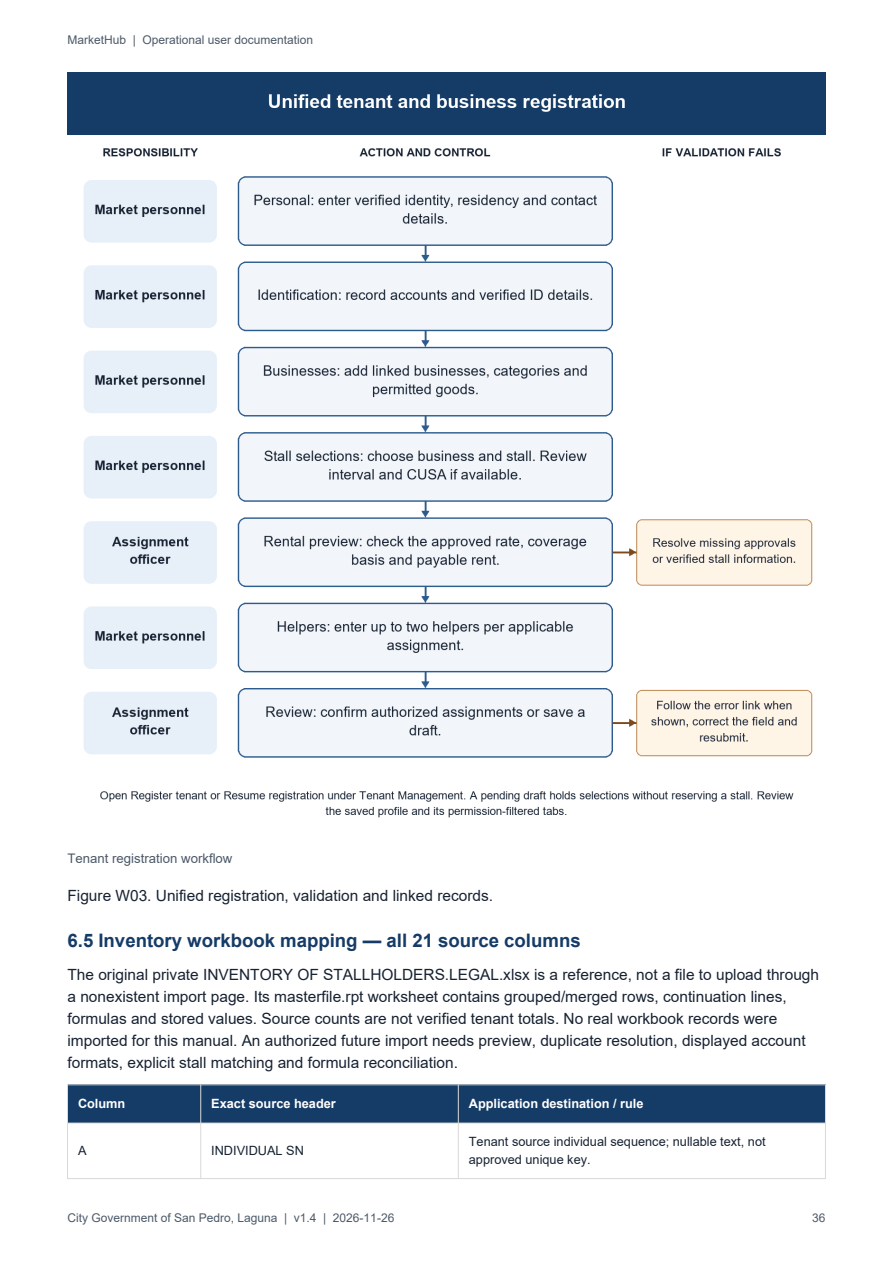 MarketHub | Operational user documentation
Unified tenant and business registration
RESPONSIBILITY
ACTION AND CONTROL
IF VALIDATION FAILS
Market personnel
Personal: enter verified identity, residency and contact
details.
Market personnel
Identification: record accounts and verified ID details.
Market personnel
Businesses: add linked businesses, categories and
permitted goods.
Market personnel
Stall selections: choose business and stall. Review
interval and CUSA if available.
Assignment
officer
Rental preview: check the approved rate, coverage
basis and payable rent.
Resolve missing approvals
or verified stall information.
Market personnel
Helpers: enter up to two helpers per applicable
assignment.
Assignment
officer
Review: confirm authorized assignments or save a
draft.
Follow the error link when
shown, correct the field and
resubmit.
Open Register tenant or Resume registration under Tenant Management. A pending draft holds selections without reserving a stall. Review
the saved profile and its permission-filtered tabs.
Tenant registration workflow
Figure W03. Unified registration, validation and linked records.
6.5 Inventory workbook mapping — all 21 source columns
The original private INVENTORY OF STALLHOLDERS.LEGAL.xlsx is a reference, not a file to upload through
a nonexistent import page. Its masterfile.rpt worksheet contains grouped/merged rows, continuation lines,
formulas and stored values. Source counts are not verified tenant totals. No real workbook records were
imported for this manual. An authorized future import needs preview, duplicate resolution, displayed account
formats, explicit stall matching and formula reconciliation.
Column
Exact source header
Application destination / rule
A
INDIVIDUAL SN
Tenant source individual sequence; nullable text, not
approved unique key.
City Government of San Pedro, Laguna | v1.4 | 2026-11-26
36